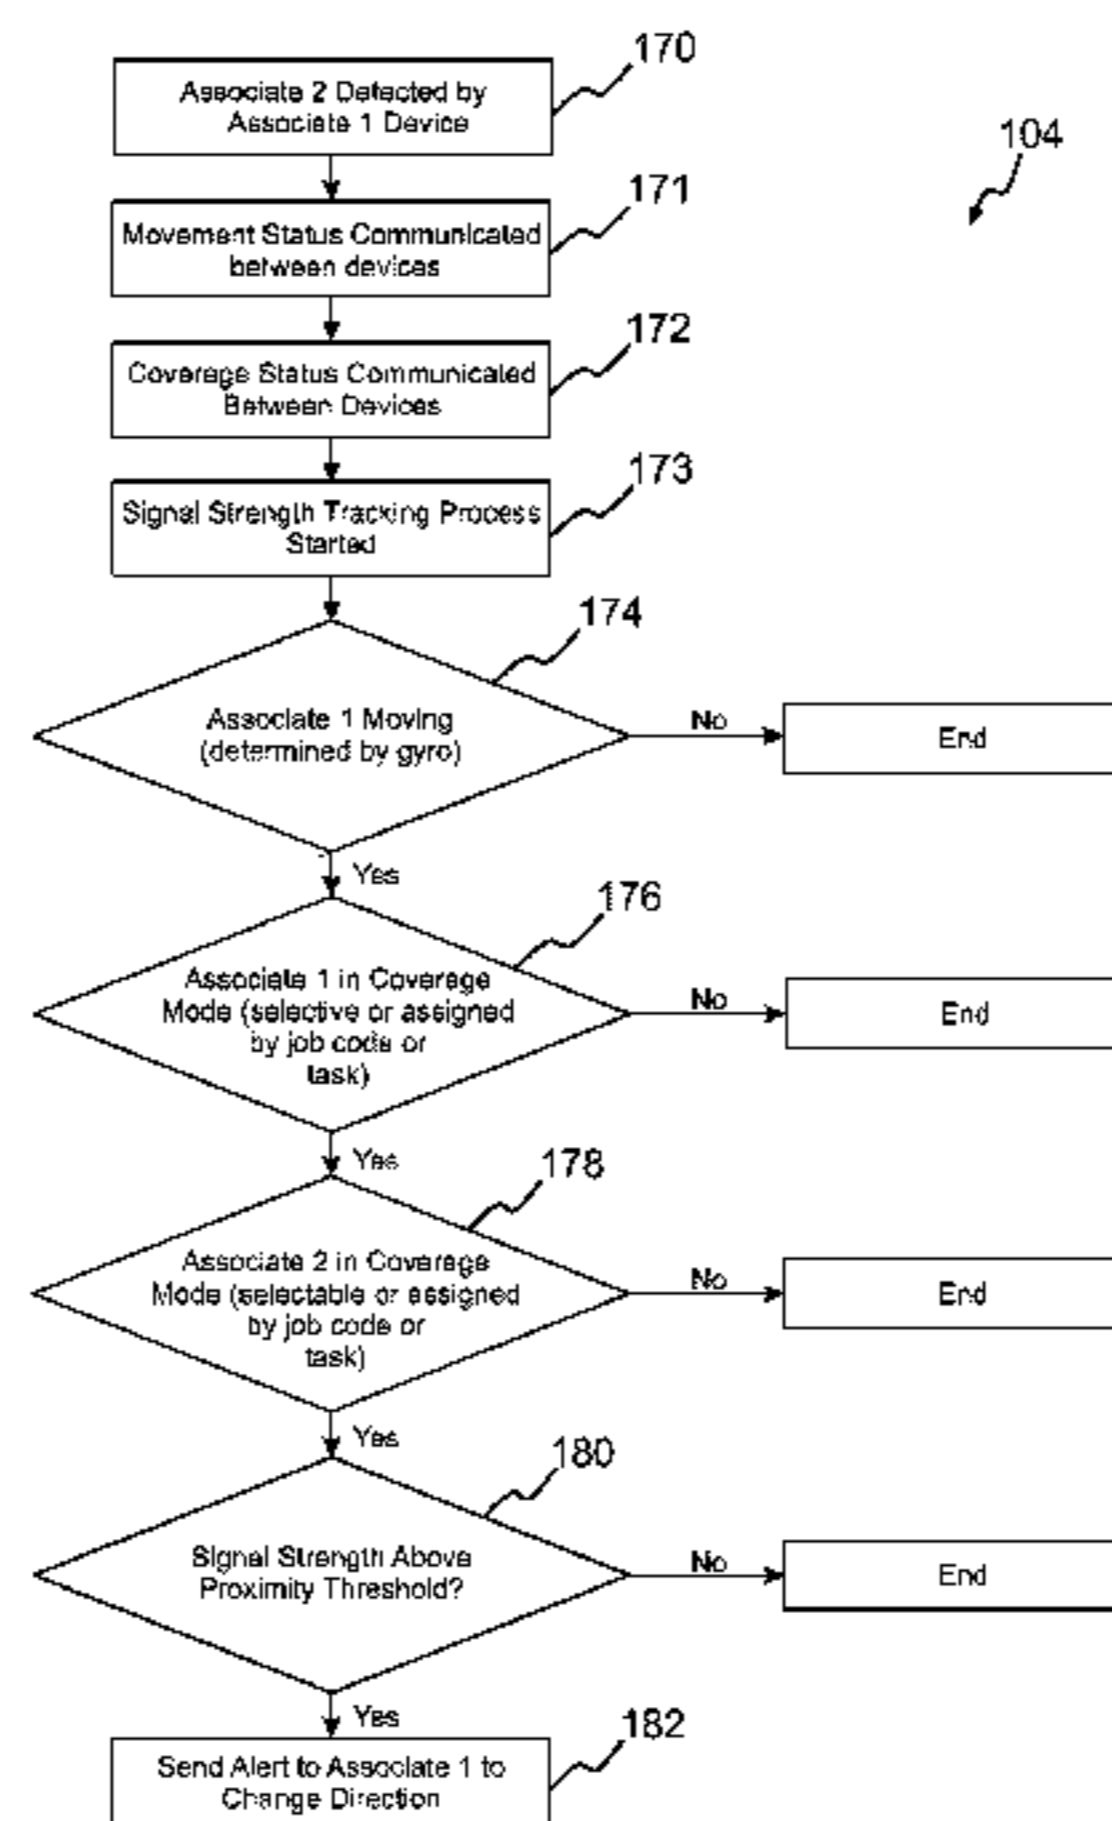 170
Associate 2 Detected by
Associate 1 Device
104
171
Movement Status Communicated
between devices
172
Coverage Status Communicated
Between Devices
173
Signal Strength Tracking Process
Started
174
Associate 1 Moving
(determined by gyro)
No
End
Yes
176
Associate 1 in Coverage
Mode (selective or assigned
by job code or
task)
No
End
Yes
178
Associate 2 in Coverage
Mode (selectable or assigned
by job code or
task)
No
End
Yes
180
Signal Strength Above
Proximity Threshold?
No
End
Yes
182
Send Alert to Associate 1 to
Change Direction